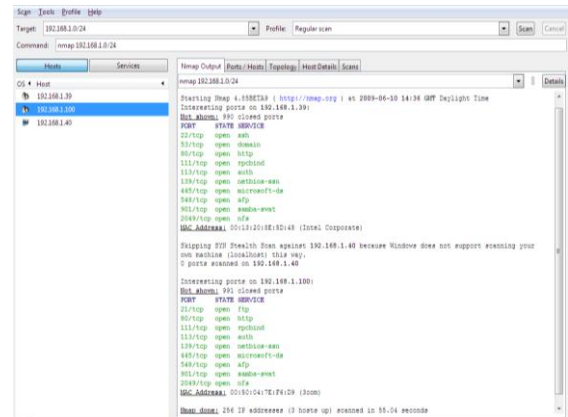 Scan Tools Profile Help
Target: 192.168.1.0/24 Profile: Regular scan Scan Cancel
Command: nmap 192.168.1.0/24
Hosts Services
OS Host
192.168.1.39
192.168.1.100
192.168.1.40
Nmap Output Ports / Hosts Topology Host Details Scans
nmap 192.168.1.0/24 Details
Starting Nmap 4.85BETA9 ( http://nmap.org ) at 2009-06-10 14:36 GMT Daylight Time
Interesting ports on 192.168.1.39:
Not shown: 990 closed ports
PORT STATE SERVICE
22/tcp open ssh
53/tcp open domain
80/tcp open http
111/tcp open rpcbind
113/tcp open auth
139/tcp open netbios-ssn
445/tcp open microsoft-ds
548/tcp open afp
901/tcp open samba-swat
2049/tcp open nfs
MAC Address: (Intel Corporate)
Skipping SYN Stealth Scan against 192.168.1.40 because Windows does not support scanning your
own machine (localhost) this way.
0 ports scanned on 192.168.1.40
Interesting ports on 192.168.1.100:
Not shown: 991 closed ports
PORT STATE SERVICE
21/tcp open ftp
80/tcp open http
111/tcp open rpcbind
113/tcp open auth
139/tcp open netbios-ssn
445/tcp open microsoft-ds
548/tcp open afp
901/tcp open samba-swat
2049/tcp open nfs
MAC Address: (3com)
Nmap done: 256 IP addresses (3 hosts up) scanned in 55.04 seconds